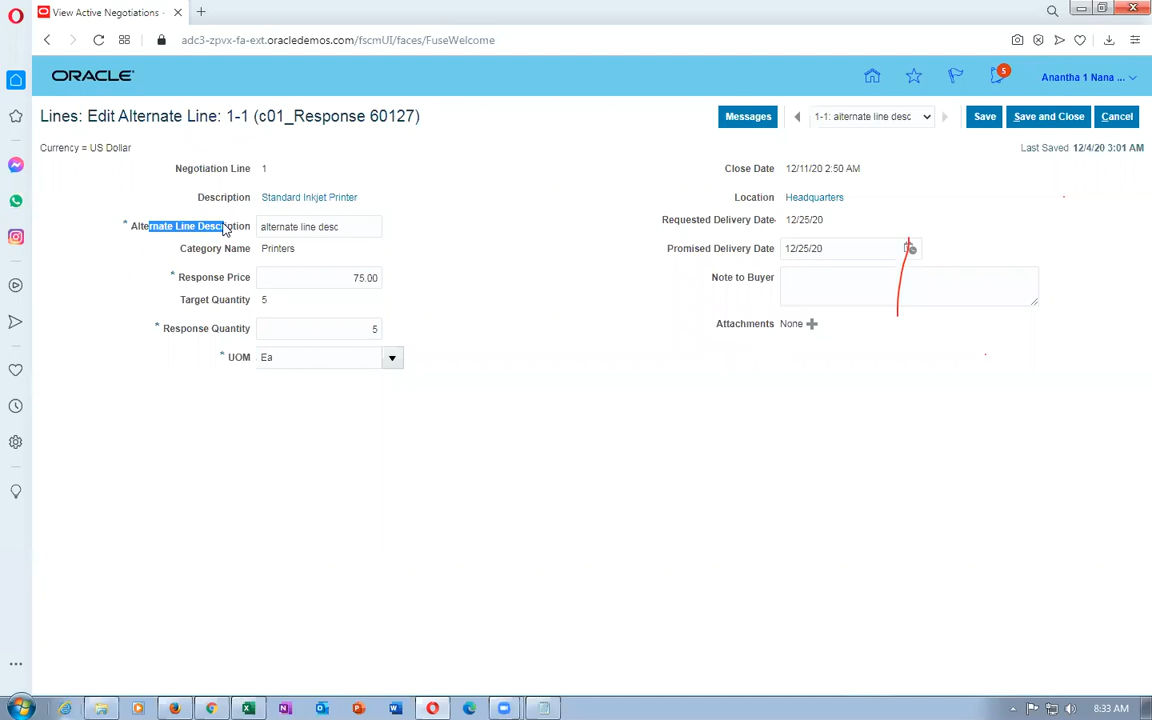 View Active Negotiations -
adc3-zpvx-fa-ext.oracledemos.com/fscmUI/faces/FuseWelcome
ORACLE
5
Anantha 1 Nana ...
Lines: Edit Alternate Line: 1-1 (c01_Response 60127)
Messages
1-1: alternate line desc
Save
Save and Close
Cancel
Currency = US Dollar
Last Saved 12/4/20 3:01 AM
Negotiation Line 1
Close Date 12/11/20 2:50 AM
Description Standard Inkjet Printer
Location Headquarters
* Alternate Line Description alternate line desc
Requested Delivery Date 12/25/20
Category Name Printers
Promised Delivery Date 12/25/20
* Response Price 75.00
Note to Buyer
Target Quantity 5
* Response Quantity 5
Attachments None
* UOM Ea
8:33 AM